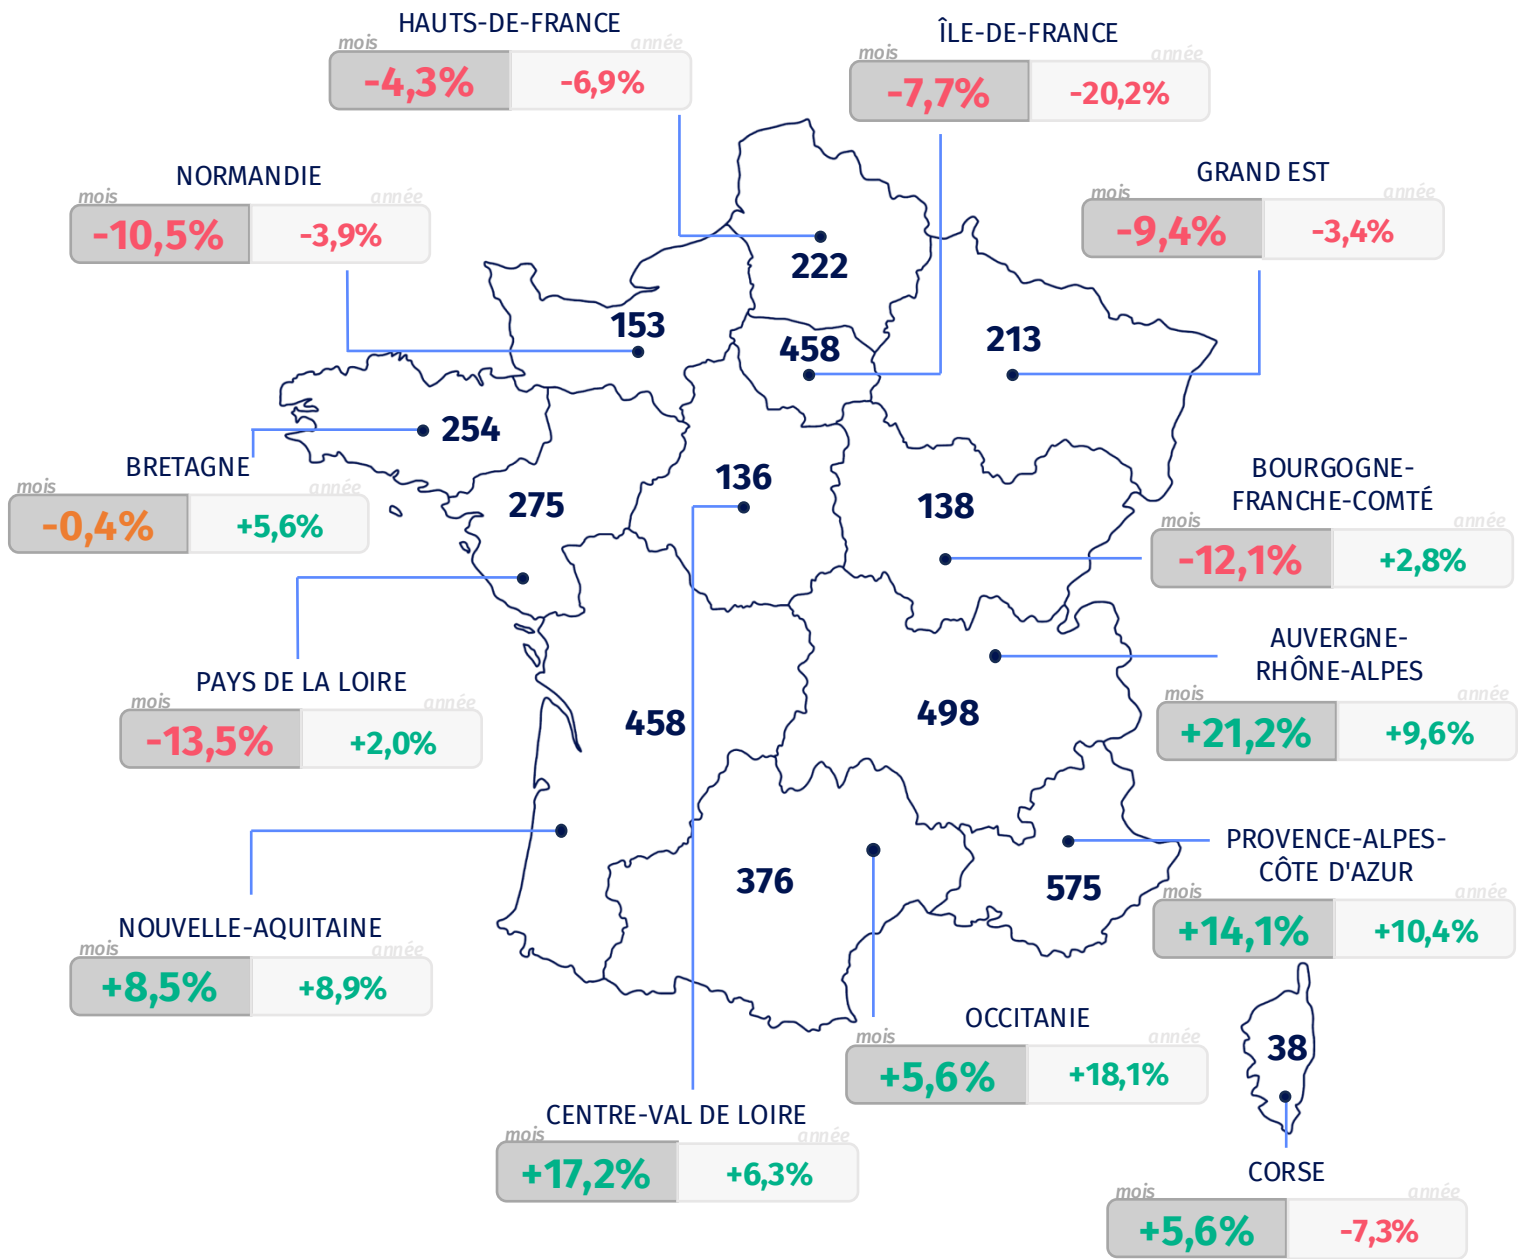 HAUTS-DE-FRANCE
mois année
-4,3% -6,9%
ÎLE-DE-FRANCE
mois année
-7,7% -20,2%
NORMANDIE
mois année
-10,5% -3,9%
GRAND EST
mois année
-9,4% -3,4%
222
153
458
213
254
BRETAGNE
mois année
-0,4% +5,6%
275
136
138
BOURGOGNE-
FRANCHE-COMTÉ
mois année
-12,1% +2,8%
PAYS DE LA LOIRE
mois année
-13,5% +2,0%
AUVERGNE-
RHÔNE-ALPES
mois année
+21,2% +9,6%
458
498
376
575
PROVENCE-ALPES-
CÔTE D'AZUR
mois année
+14,1% +10,4%
NOUVELLE-AQUITAINE
mois année
+8,5% +8,9%
OCCITANIE
mois année
+5,6% +18,1%
38
CENTRE-VAL DE LOIRE
mois année
+17,2% +6,3%
CORSE
mois année
+5,6% -7,3%